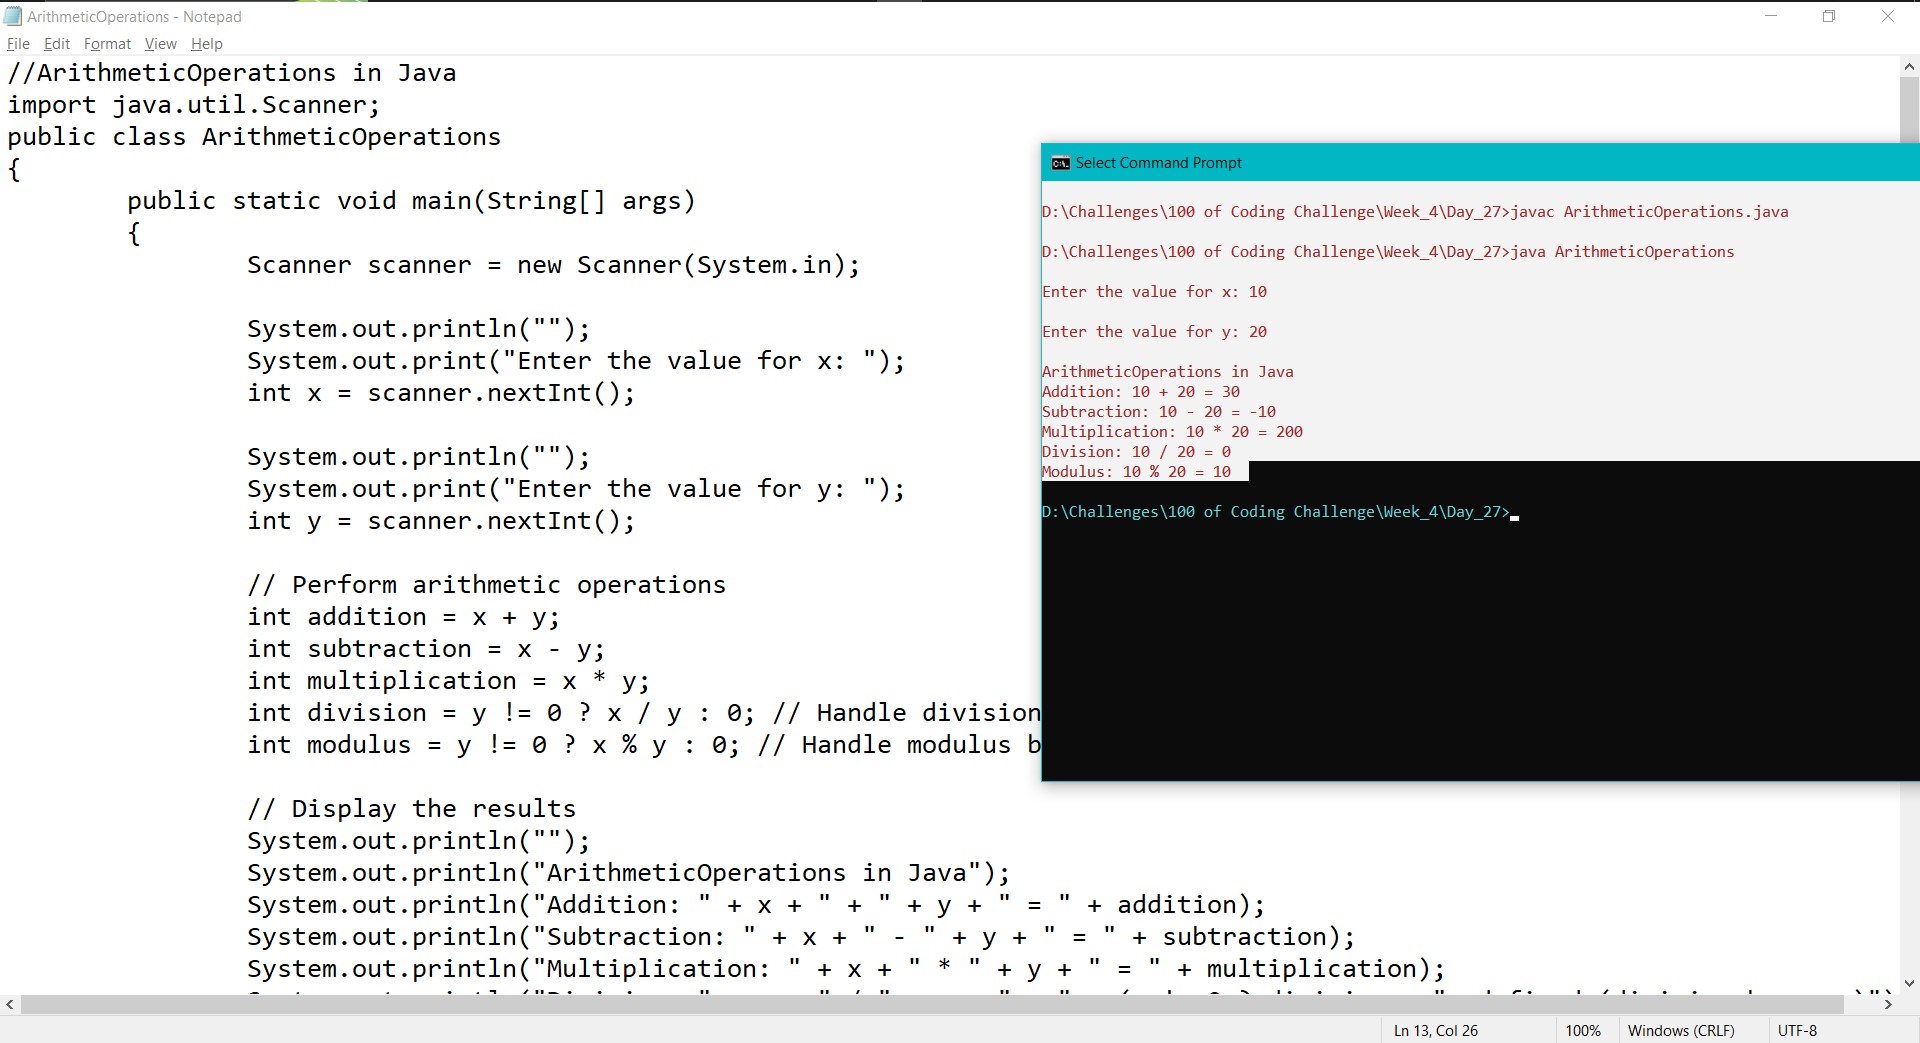 ArithmeticOperations - Notepad
File Edit Format View Help
//ArithmeticOperations in Java
import java.util.Scanner;
public class ArithmeticOperations
{
public static void main(String[] args)
{
Scanner scanner = new Scanner(System.in);
System.out.println("");
System.out.print("Enter the value for x: ");
int x = scanner.nextInt();
System.out.println("");
System.out.print("Enter the value for y: ");
int y = scanner.nextInt();
// Perform arithmetic operations
int addition = x + y;
int subtraction = x - y;
int multiplication = x * y;
int division = y != 0 ? x / y : 0; // Handle division
int modulus = y != 0 ? x % y : 0; // Handle modulus b
// Display the results
System.out.println("");
System.out.println("ArithmeticOperations in Java");
System.out.println("Addition: " + x + " + " + y + " = " + addition);
System.out.println("Subtraction: " + x + " - " + y + " = " + subtraction);
System.out.println("Multiplication: " + x + " * " + y + " = " + multiplication);
Select Command Prompt
D:\Challenges\100 of Coding Challenge\Week_4\Day_27>javac ArithmeticOperations.java
D:\Challenges\100 of Coding Challenge\Week_4\Day_27>java ArithmeticOperations
Enter the value for x: 10
Enter the value for y: 20
ArithmeticOperations in Java
Addition: 10 + 20 = 30
Subtraction: 10 - 20 = -10
Multiplication: 10 * 20 = 200
Division: 10 / 20 = 0
Modulus: 10 % 20 = 10
D:\Challenges\100 of Coding Challenge\Week_4\Day_27>
Ln 13, Col 26 100% Windows (CRLF) UTF-8